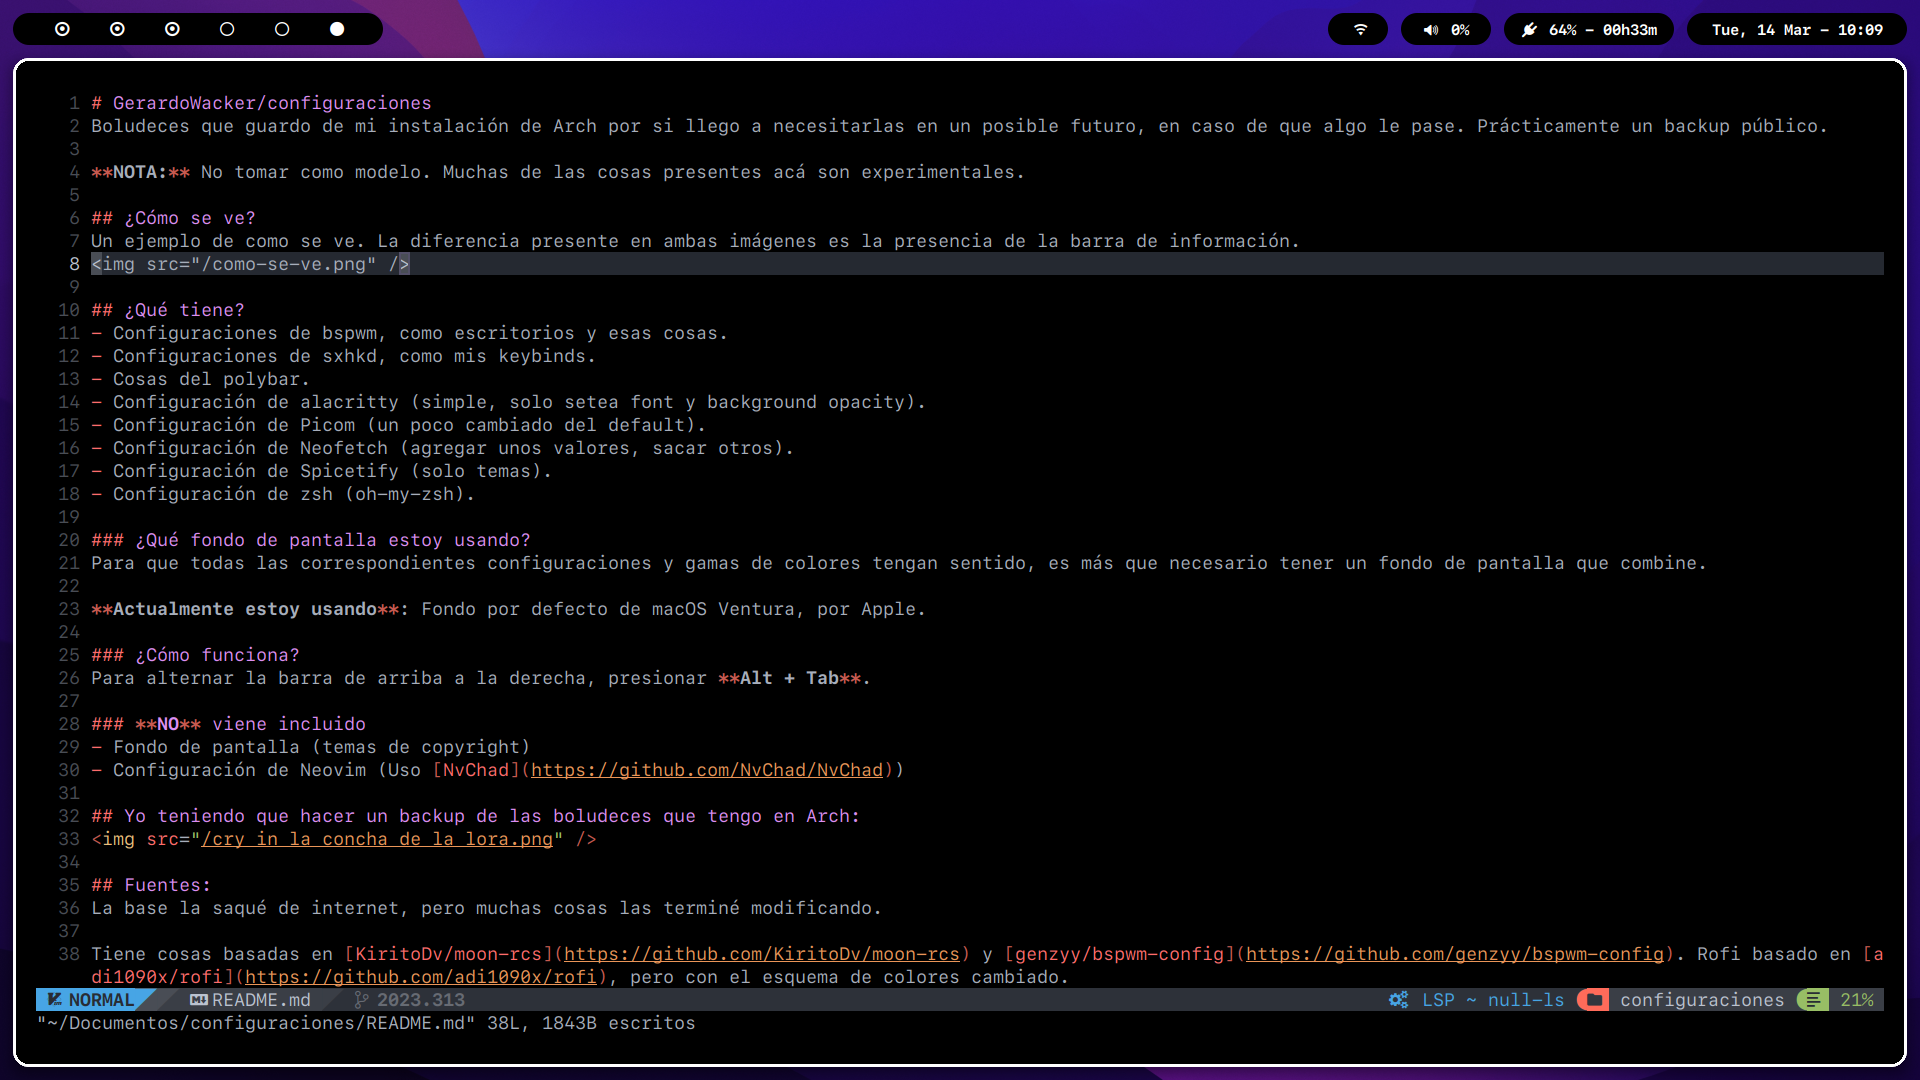 0%
64% – 00h33m
Tue, 14 Mar – 10:09
1 # GerardoWacker/configuraciones
2 Boludeces que guardo de mi instalación de Arch por si llego a necesitarlas en un posible futuro, en caso de que algo le pase. Prácticamente un backup público.
3
4 **NOTA:** No tomar como modelo. Muchas de las cosas presentes acá son experimentales.
5
6 ## ¿Cómo se ve?
7 Un ejemplo de como se ve. La diferencia presente en ambas imágenes es la presencia de la barra de información.
8 <img src="/como-se-ve.png" />
9
10 ## ¿Qué tiene?
11 - Configuraciones de bspwm, como escritorios y esas cosas.
12 - Configuraciones de sxhkd, como mis keybinds.
13 - Cosas del polybar.
14 - Configuración de alacritty (simple, solo setea font y background opacity).
15 - Configuración de Picom (un poco cambiado del default).
16 - Configuración de Neofetch (agregar unos valores, sacar otros).
17 - Configuración de Spicetify (solo temas).
18 - Configuración de zsh (oh-my-zsh).
19
20 ### ¿Qué fondo de pantalla estoy usando?
21 Para que todas las correspondientes configuraciones y gamas de colores tengan sentido, es más que necesario tener un fondo de pantalla que combine.
22
23 **Actualmente estoy usando**: Fondo por defecto de macOS Ventura, por Apple.
24
25 ### ¿Cómo funciona?
26 Para alternar la barra de arriba a la derecha, presionar **Alt + Tab**.
27
28 ### **NO** viene incluido
29 - Fondo de pantalla (temas de copyright)
30 - Configuración de Neovim (Uso [NvChad](https://github.com/NvChad/NvChad))
31
32 ## Yo teniendo que hacer un backup de las boludeces que tengo en Arch:
33 <img src="/cry_in_la_concha_de_la_lora.png" />
34
35 ## Fuentes:
36 La base la saqué de internet, pero muchas cosas las terminé modificando.
37
38 Tiene cosas basadas en [KiritoDv/moon-rcs](https://github.com/KiritoDv/moon-rcs) y [genzyy/bspwm-config](https://github.com/genzyy/bspwm-config). Rofi basado en [a
di1090x/rofi](https://github.com/adi1090x/rofi), pero con el esquema de colores cambiado.
NORMAL README.md 2023.313 LSP ~ null-ls configuraciones 21%
"~/Documentos/configuraciones/README.md" 38L, 1843B escritos